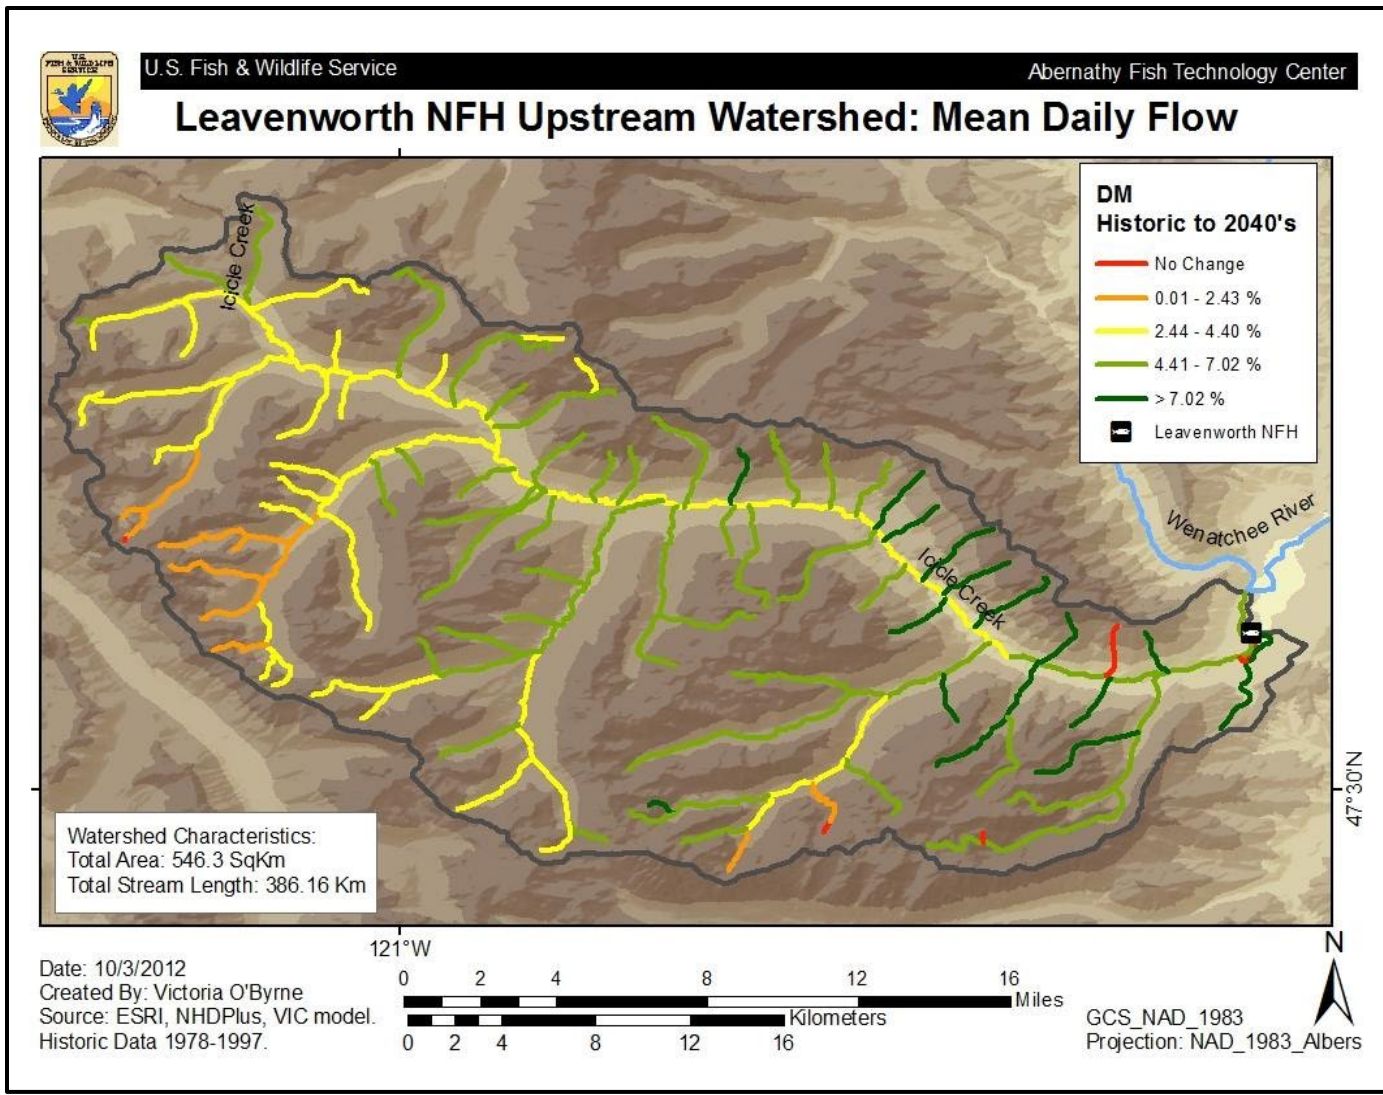 U.S.
FISH & WILDLIFE
SERVICE
U.S. Fish & Wildlife Service
Abernathy Fish Technology Center
Leavenworth NFH Upstream Watershed: Mean Daily Flow
DM
Historic to 2040's
No Change
0.01 - 2.43 %
2.44 - 4.40 %
4.41 - 7.02 %
> 7.02 %
Leavenworth NFH
Icicle Creek
Wenatchee River
Icicle Creek
47°30'N
Watershed Characteristics:
Total Area: 546.3 SqKm
Total Stream Length: 386.16 Km
121°W
N
Date: 10/3/2012
Created By: Victoria O'Byrne
Source: ESRI, NHDPlus, VIC model.
Historic Data 1978-1997.
0 2 4 8 12 16
Miles
Kilometers
0 2 4 8 12 16
GCS_NAD_1983
Projection: NAD_1983_Albers